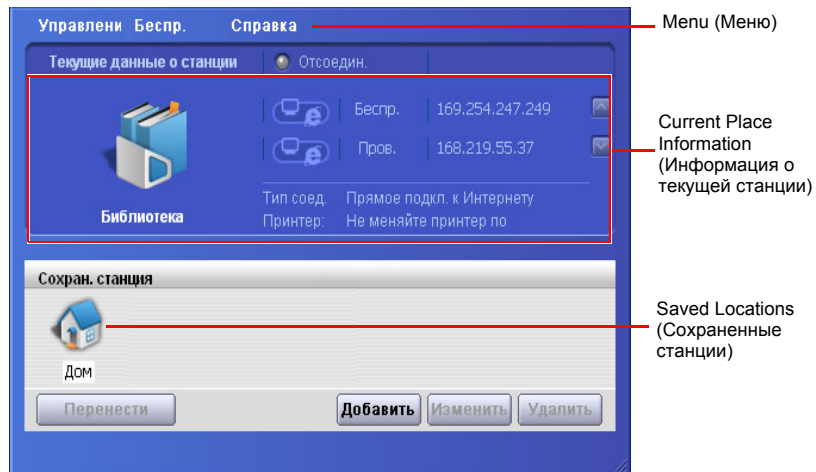 Управлени Беспр. Справка
Menu (Меню)
Текущие данные о станции
Отсоедин.
Беспр. 169.254.247.249
Пров. 168.219.55.37
Current Place
Information
(Информация о
текущей станции)
Тип соед. Прямое подкл. к Интернету
Библиотека
Принтер: Не меняйте принтер по
Сохран. станция
Saved Locations
(Сохраненные
станции)
Дом
Перенести Добавить Изменить Удалить